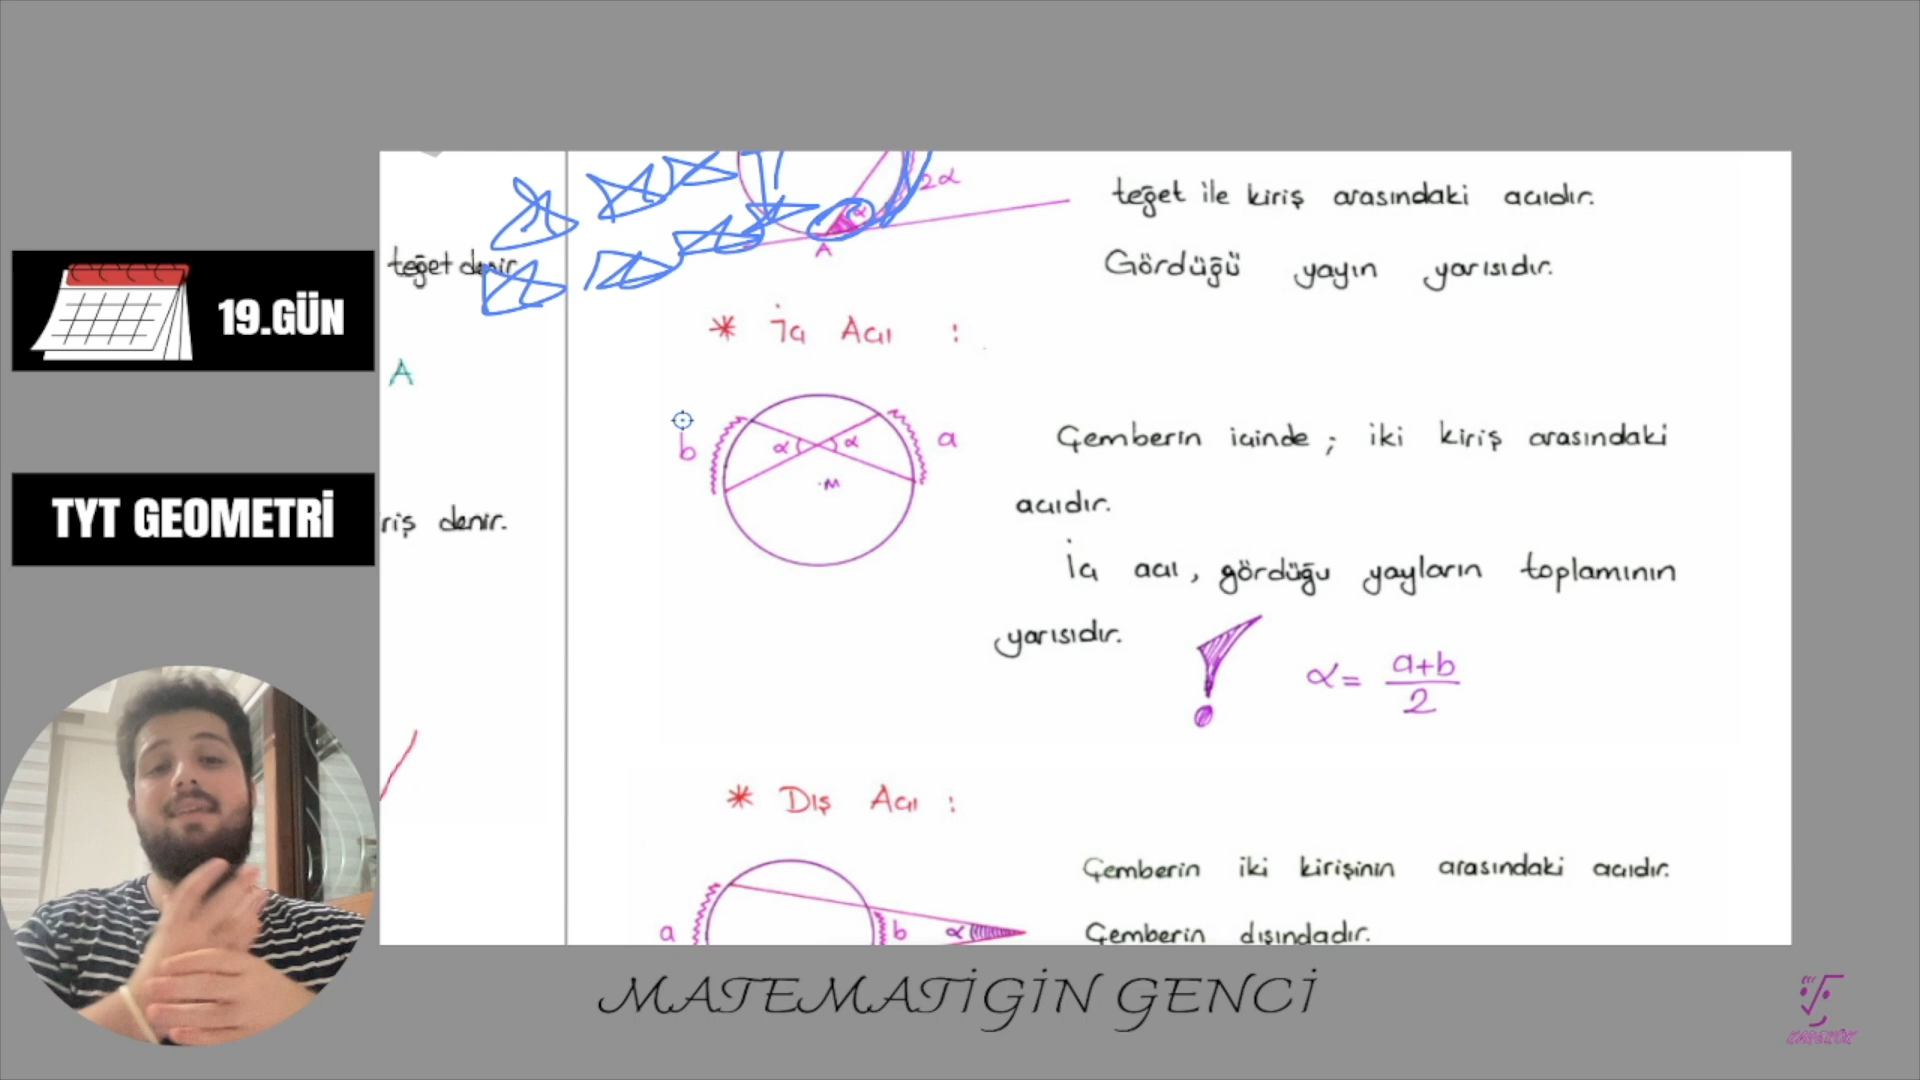 19.GÜN
TYT GEOMETRİ
teğet denir
A
riş denir.
2α
α
A
teğet ile kiriş arasındaki açıdır.
Gördüğü yayın yarısıdır.
* İç Açı :
b
α
α
a
.M
Çemberin içinde ; iki kiriş arasındaki
açıdır.
İç açı , gördüğü yayların toplamının
yarısıdır.
α = a+b
2
* Dış Açı :
a
b
α
Çemberin iki kirişinin arasındaki açıdır.
Çemberin dışındadır.
MATEMATİĞİN GENCİ
KAREKÖK